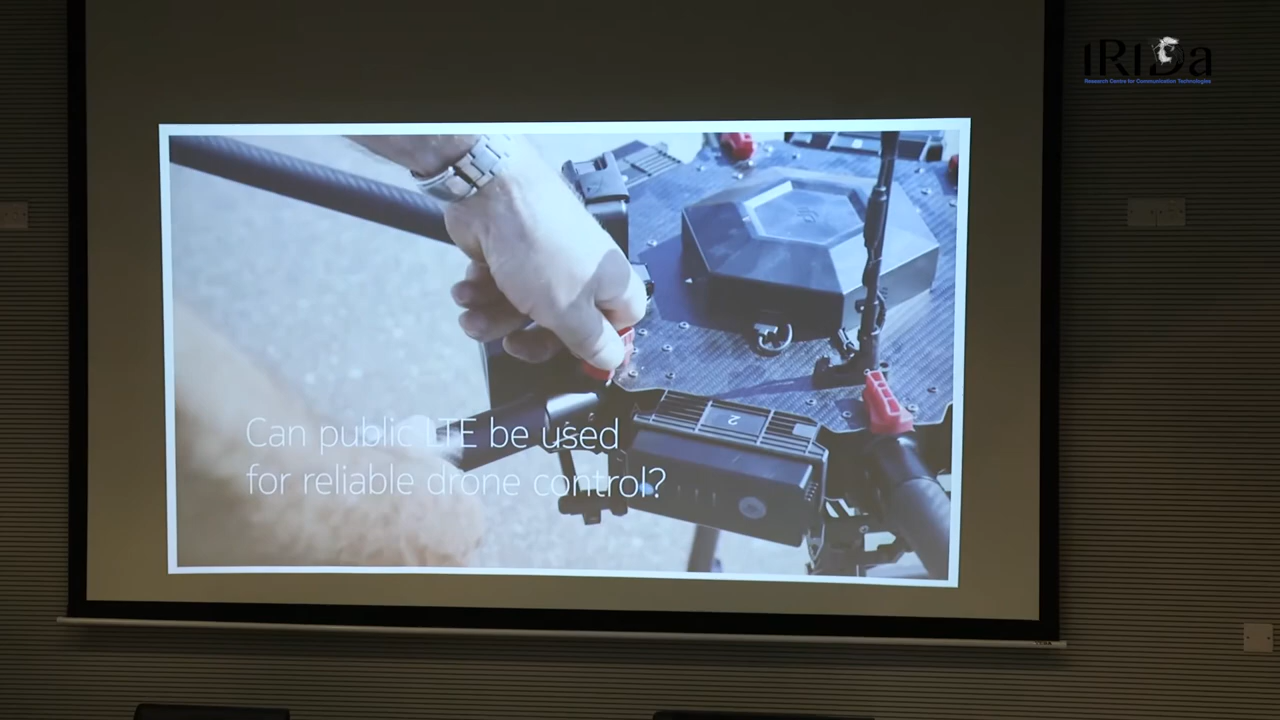 IRIDa
Research Centre for Communication Technologies
2
Can public LTE be used
for reliable drone control?